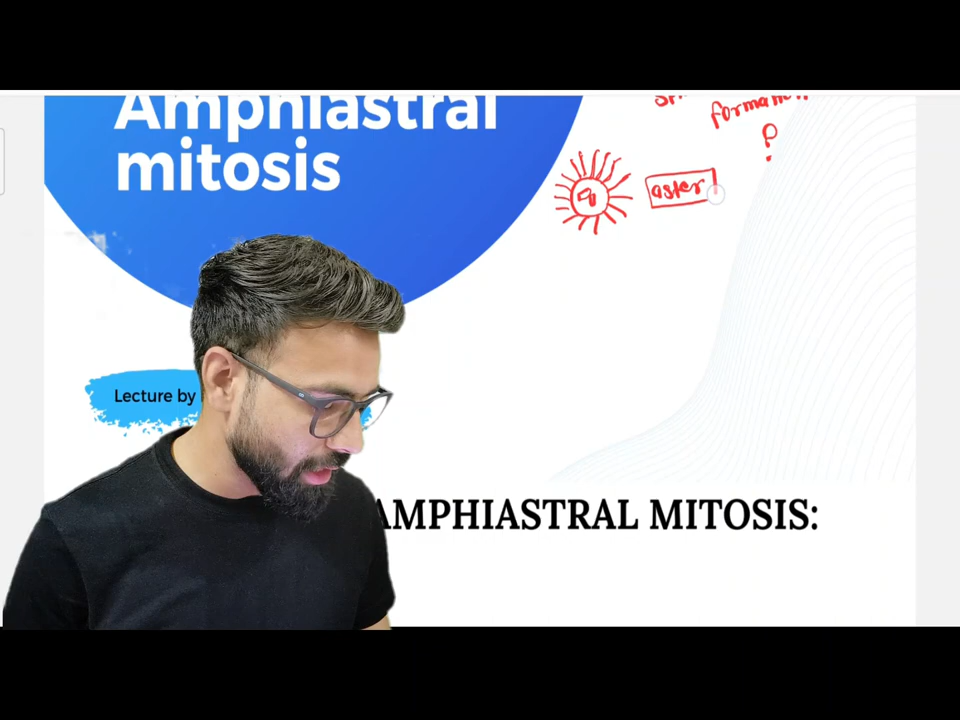 Amphiastral
mitosis
formation
?
aster
Lecture by
AMPHIASTRAL MITOSIS: